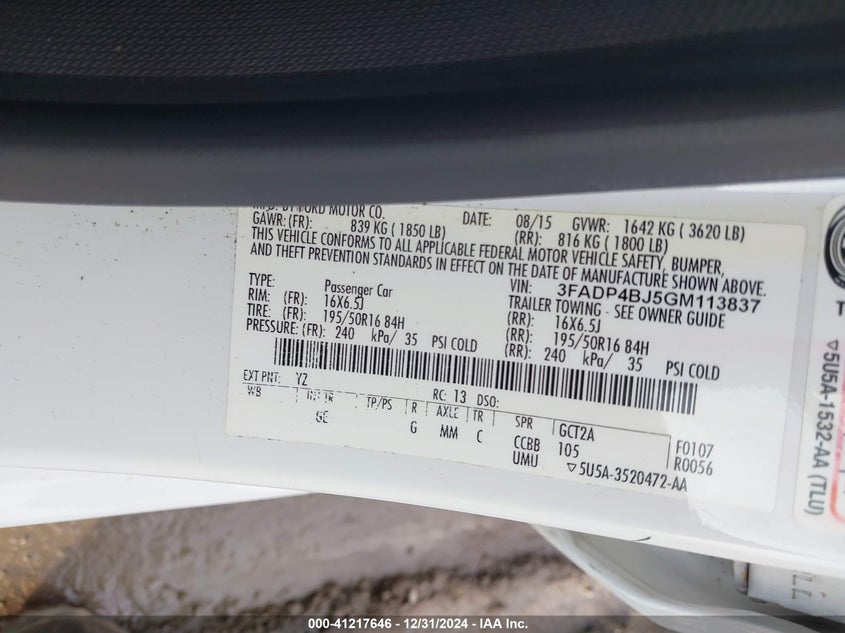 MFD. BY FORD MOTOR CO. DATE: 08/15 GVWR: 1642 KG ( 3620 LB)
GAWR: (FR): 839 KG ( 1850 LB) (RR): 816 KG ( 1800 LB)
THIS VEHICLE CONFORMS TO ALL APPLICABLE FEDERAL MOTOR VEHICLE SAFETY, BUMPER,
AND THEFT PREVENTION STANDARDS IN EFFECT ON THE DATE OF MANUFACTURE SHOWN ABOVE.
VIN: 3FADP4BJ5GM113837
TYPE: Passenger Car TRAILER TOWING - SEE OWNER GUIDE
RIM: (FR) 16X6.5J (RR): 16X6.5J
TIRE: (FR): 195/50R16 84H (RR): 195/50R16 84H
PRESSURE: (FR): 240 kPa/ 35 PSI COLD (RR): 240 kPa/ 35 PSI COLD
EXT PNT: YZ RC: 13 DSO:
WB INT TR TP/PS R AXLE TR SPR GCT2A F0107
GE G MM C CCBB 105 R0056
UMU ▽5U5A-3520472-AA
▽5U5A-1532-AA (TLU)
000-41217646 - 12/31/2024 - IAA Inc.